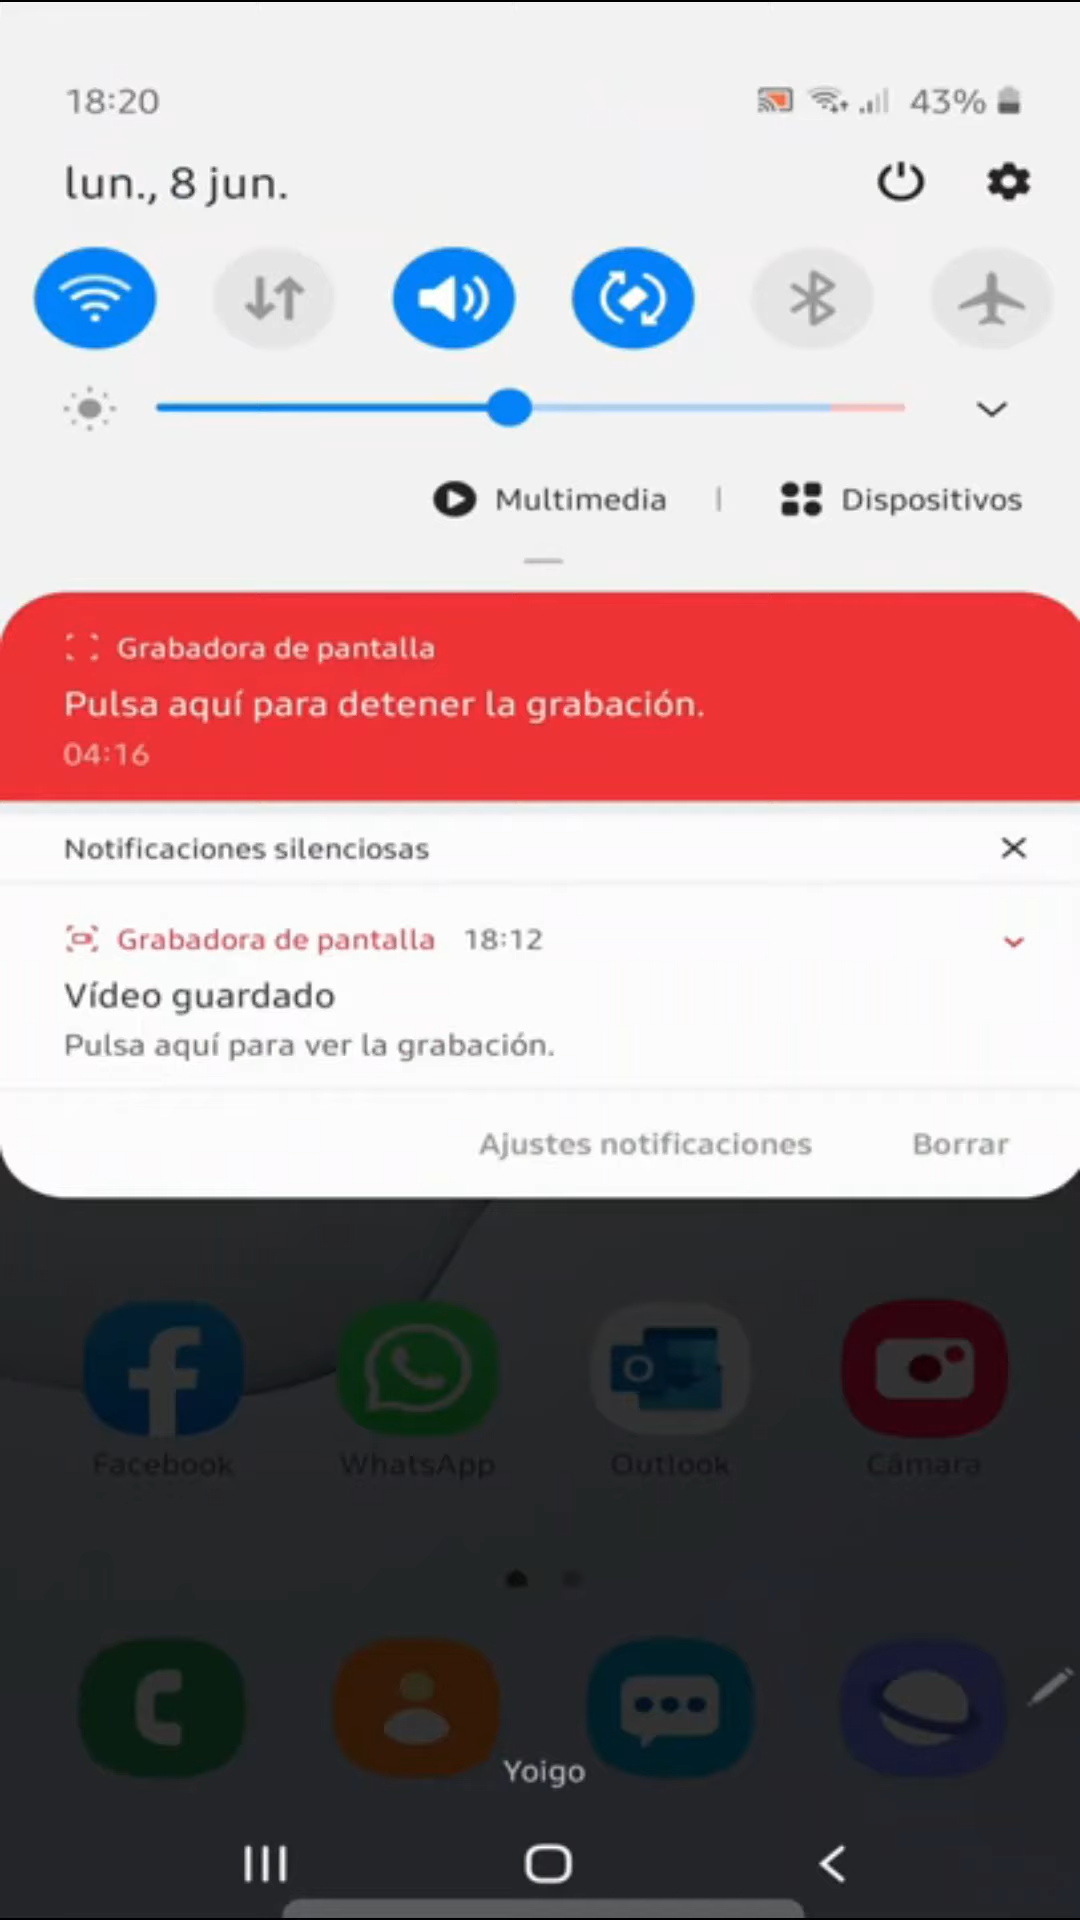 18:20
43%
lun., 8 jun.
Multimedia | Dispositivos
Grabadora de pantalla
Pulsa aquí para detener la grabación.
04:16
Notificaciones silenciosas
Grabadora de pantalla 18:12
Vídeo guardado
Pulsa aquí para ver la grabación.
Ajustes notificaciones Borrar
Facebook WhatsApp Outlook Cámara
Yoigo